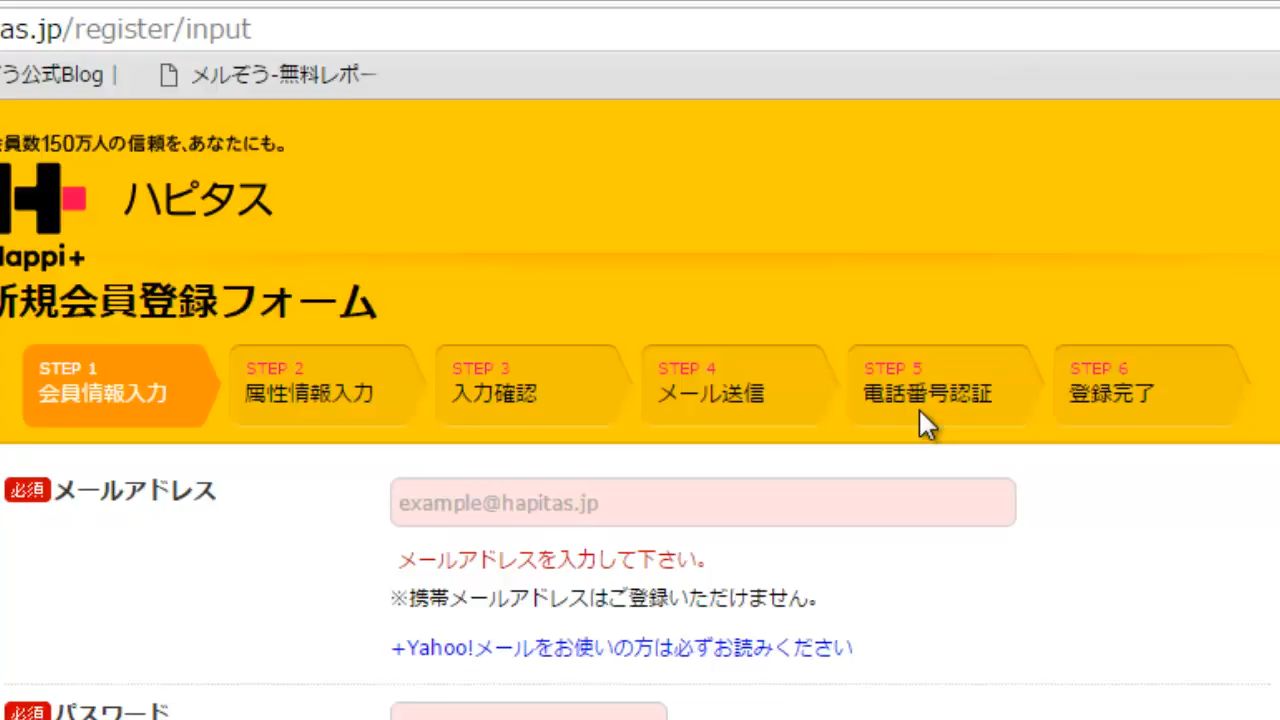 as.jp/register/input
う公式Blog | メルぞう-無料レポー
員数150万人の信頼を、あなたにも。
ハピタス
appi+
新規会員登録フォーム
STEP 1 STEP 2 STEP 3 STEP 4 STEP 5 STEP 6
会員情報入力 属性情報入力 入力確認 メール送信 電話番号認証 登録完了
必須 メールアドレス example@hapitas.jp
メールアドレスを入力して下さい。
※携帯メールアドレスはご登録いただけません。
+Yahoo!メールをお使いの方は必ずお読みください
必須 パスワード